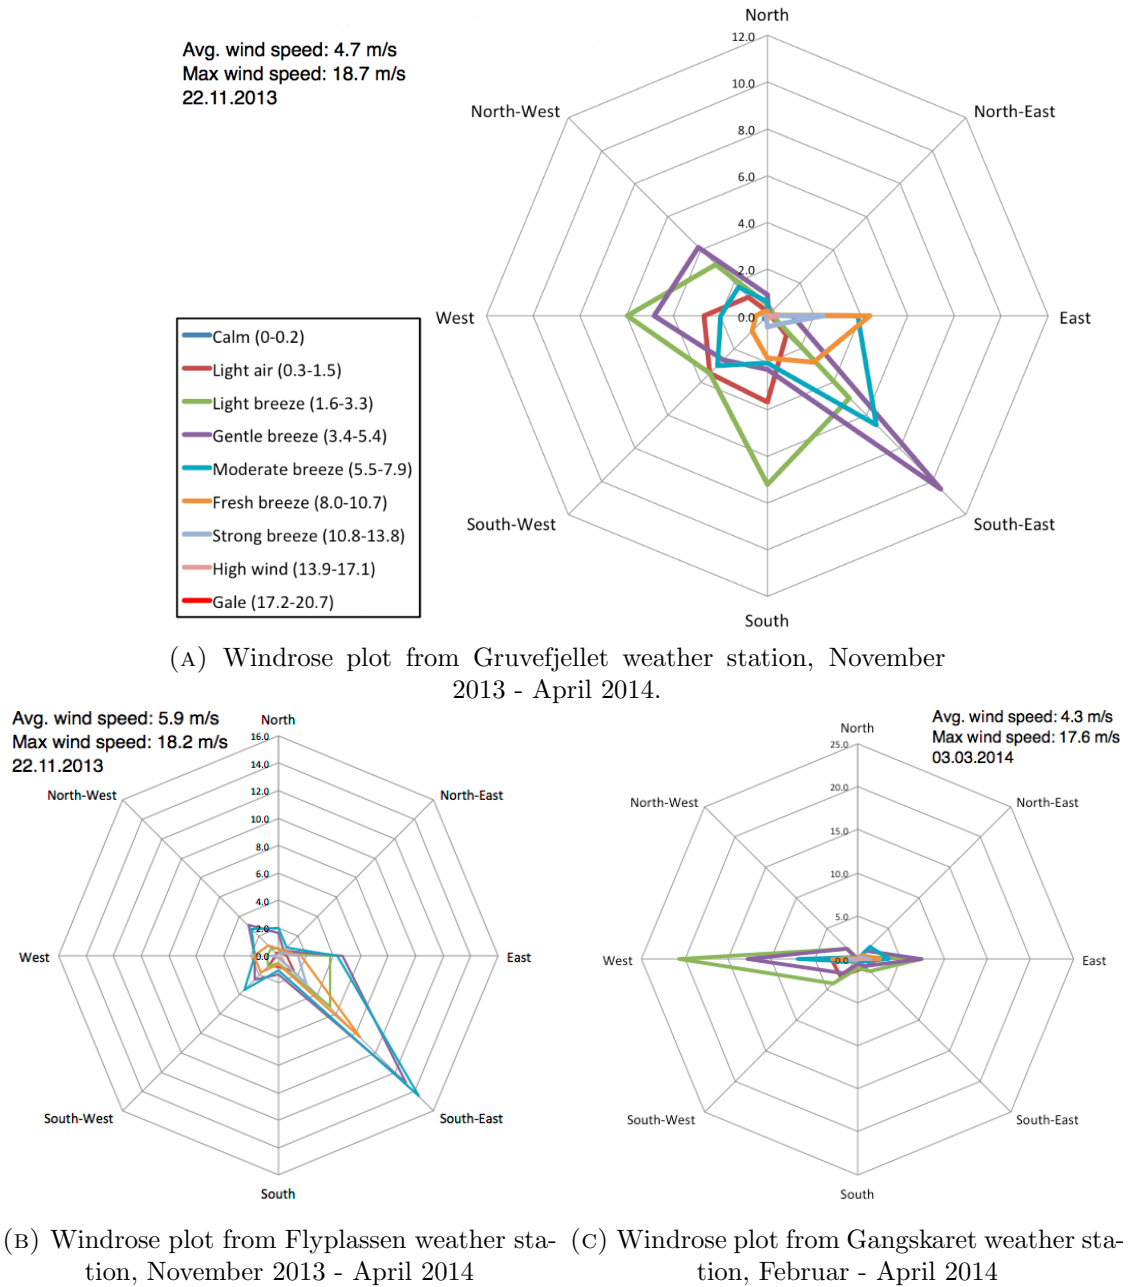 Avg. wind speed: 4.7 m/s
Max wind speed: 18.7 m/s
22.11.2013
North
12.0
10.0
8.0
6.0
4.0
2.0
0.0
North-West
North-East
West
East
South-West
South-East
South
Calm (0-0.2)
Light air (0.3-1.5)
Light breeze (1.6-3.3)
Gentle breeze (3.4-5.4)
Moderate breeze (5.5-7.9)
Fresh breeze (8.0-10.7)
Strong breeze (10.8-13.8)
High wind (13.9-17.1)
Gale (17.2-20.7)
(A) Windrose plot from Gruvefjellet weather station, November
2013 - April 2014.
Avg. wind speed: 5.9 m/s
Max wind speed: 18.2 m/s
22.11.2013
North
16.0
14.0
12.0
10.0
8.0
6.0
4.0
2.0
0.0
North-West
North-East
West
East
South-West
South-East
South
(B) Windrose plot from Flyplassen weather sta-
tion, November 2013 - April 2014
Avg. wind speed: 4.3 m/s
Max wind speed: 17.6 m/s
03.03.2014
North
25.0
20.0
15.0
10.0
5.0
0.0
North-West
North-East
West
East
South-West
South-East
South
(C) Windrose plot from Gangskaret weather sta-
tion, Februar - April 2014